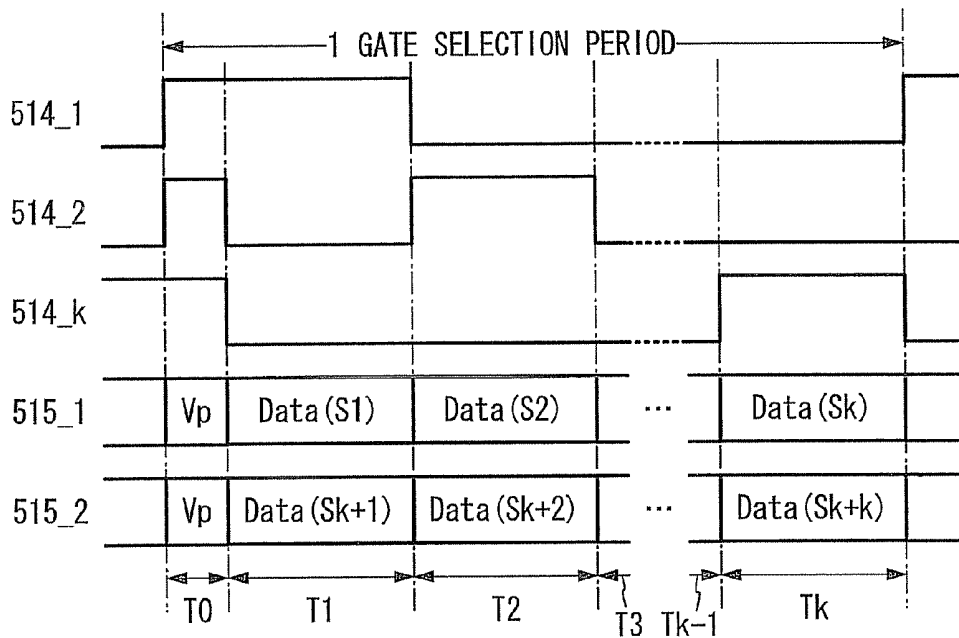 1 GATE SELECTION PERIOD
514_1
514_2
514_k
515_1 Vp Data(S1) Data(S2) ... Data(Sk)
515_2 Vp Data(Sk+1) Data(Sk+2) ... Data(Sk+k)
T0 T1 T2 T3 Tk-1 Tk